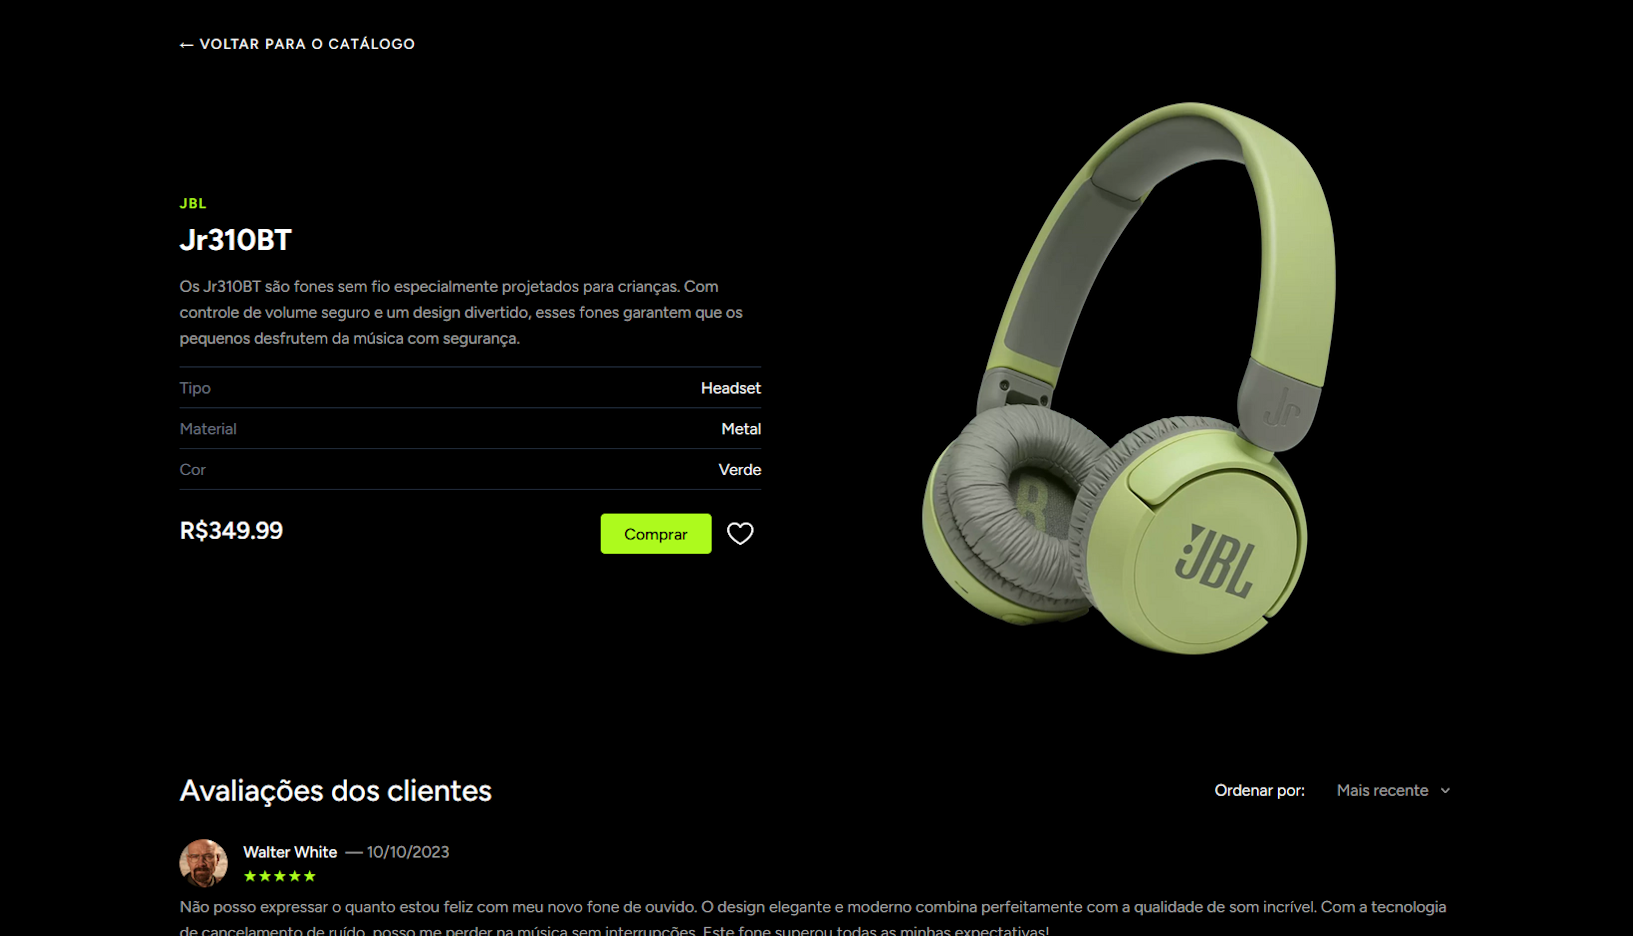 ← VOLTAR PARA O CATÁLOGO
JBL
Jr310BT
Os Jr310BT são fones sem fio especialmente projetados para crianças. Com
controle de volume seguro e um design divertido, esses fones garantem que os
pequenos desfrutem da música com segurança.
Tipo Headset
Material Metal
Cor Verde
R$349.99 Comprar
Jr
R
JBL
Avaliações dos clientes
Ordenar por: Mais recente
Walter White — 10/10/2023
★★★★★
Não posso expressar o quanto estou feliz com meu novo fone de ouvido. O design elegante e moderno combina perfeitamente com a qualidade de som incrível. Com a tecnologia
de cancelamento de ruído, posso me perder na música sem interrupções. Este fone superou todas as minhas expectativas!